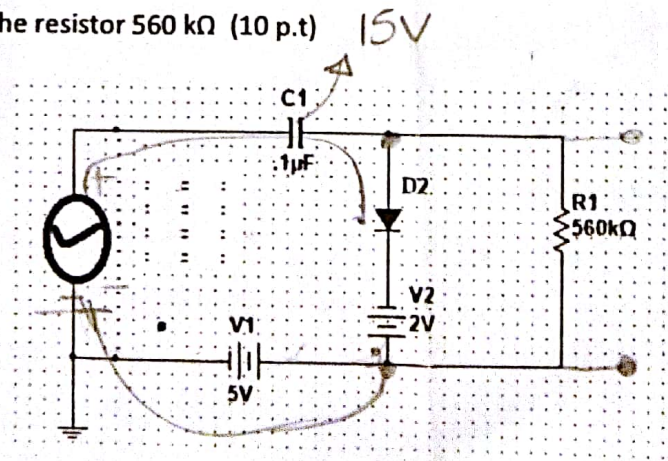 he resistor 560 kΩ (10 p.t) 15V
C1
.1µF
D2
R1
560kΩ
V2
2V
V1
5V